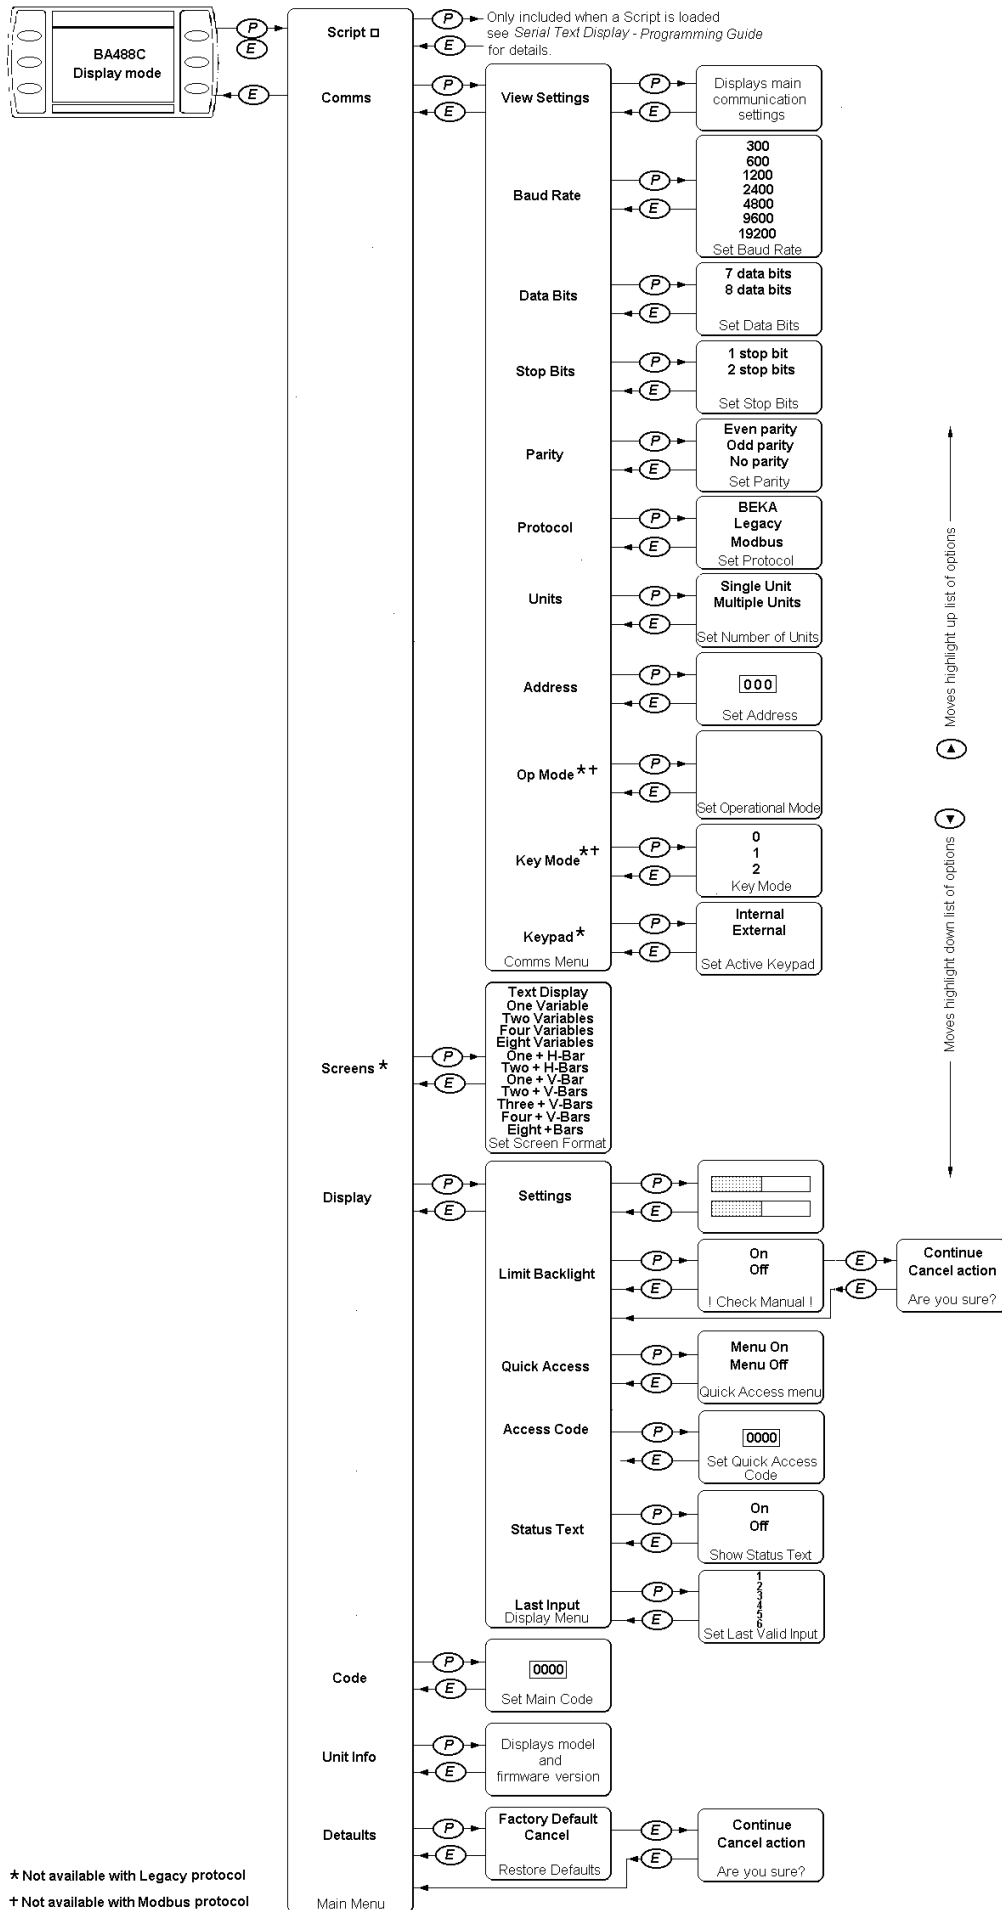 BA488C
Display mode
P
E
E
Script □
P
E
Only included when a Script is loaded
see Serial Text Display - Programming Guide
for details.
Comms
P
E
View Settings
P
E
Displays main
communication
settings
Baud Rate
P
E
300
600
1200
2400
4800
9600
19200
Set Baud Rate
Data Bits
P
E
7 data bits
8 data bits
Set Data Bits
Stop Bits
P
E
1 stop bit
2 stop bits
Set Stop Bits
Parity
P
E
Even parity
Odd parity
No parity
Set Parity
Protocol
P
E
BEKA
Legacy
Modbus
Set Protocol
Units
P
E
Single Unit
Multiple Units
Set Number of Units
Address
P
E
000
Set Address
Op Mode*†
P
E
Set Operational Mode
Key Mode*†
P
E
0
1
2
Key Mode
Keypad*
P
E
Internal
External
Set Active Keypad
Comms Menu
Moves highlight up list of options
Moves highlight down list of options
Screens *
P
E
Text Display
One Variable
Two Variables
Four Variables
Eight Variables
One + H-Bar
Two + H-Bars
One + V-Bar
Two + V-Bars
Three + V-Bars
Four + V-Bars
Eight +Bars
Set Screen Format
Display
P
E
Settings
P
E
Limit Backlight
P
E
On
Off
! Check Manual !
E
E
Continue
Cancel action
Are you sure?
Quick Access
P
E
Menu On
Menu Off
Quick Access menu
Access Code
P
E
0000
Set Quick Access
Code
Status Text
P
E
On
Off
Show Status Text
Last Input
P
E
1
2
3
4
5
6
Set Last Valid Input
Display Menu
Code
P
E
0000
Set Main Code
Unit Info
P
E
Displays model
and
firmware version
Detaults
P
E
Factory Default
Cancel
Restore Defaults
E
E
Continue
Cancel action
Are you sure?
Main Menu
* Not available with Legacy protocol
† Not available with Modbus protocol